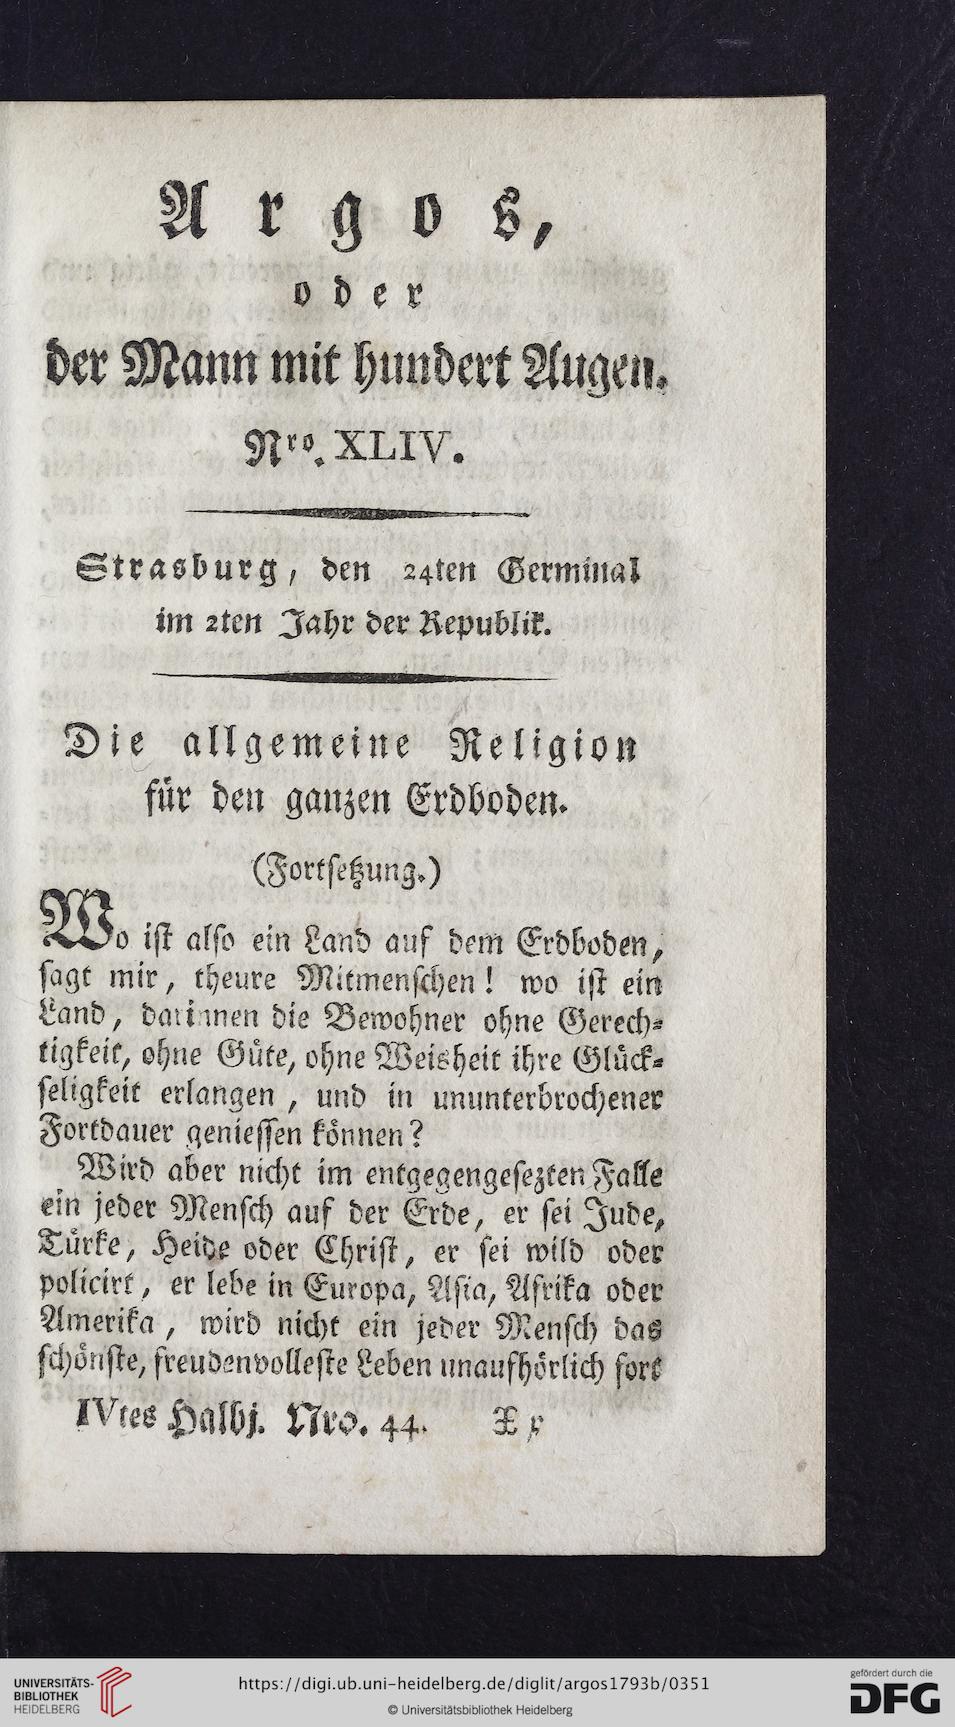 Argos,
oder
der Mann mit hundert Augen.
Nro. XLIV.
Strasburg, den 24ten Germinal
im 2ten Jahr der Republik.
Die allgemeine Religion
für den ganzen Erdboden.
(Fortsetzung.)
Wo ist also ein Land auf dem Erdboden,
sagt mir, theure Mitmenschen! wo ist ein
Land, darinnen die Bewohner ohne Gerech-
tigkeit, ohne Güte, ohne Weisheit ihre Glück-
seligkeit erlangen, und in ununterbrochener
Fortdauer geniessen können?
Wird aber nicht im entgegengesezten Falle
ein jeder Mensch auf der Erde, er sei Jude,
Türke, Heide oder Christ, er sei wild oder
policirt, er lebe in Europa, Asia, Afrika oder
Amerika, wird nicht ein jeder Mensch das
schönste, freudenvolleste Leben unaufhörlich fort
IVtes Halbj. Nro. 44. Xx
UNIVERSITÄTS-
BIBLIOTHEK
HEIDELBERG
https://digi.ub.uni-heidelberg.de/diglit/argos1793b/0351
© Universitätsbibliothek Heidelberg
gefördert durch die
DFG